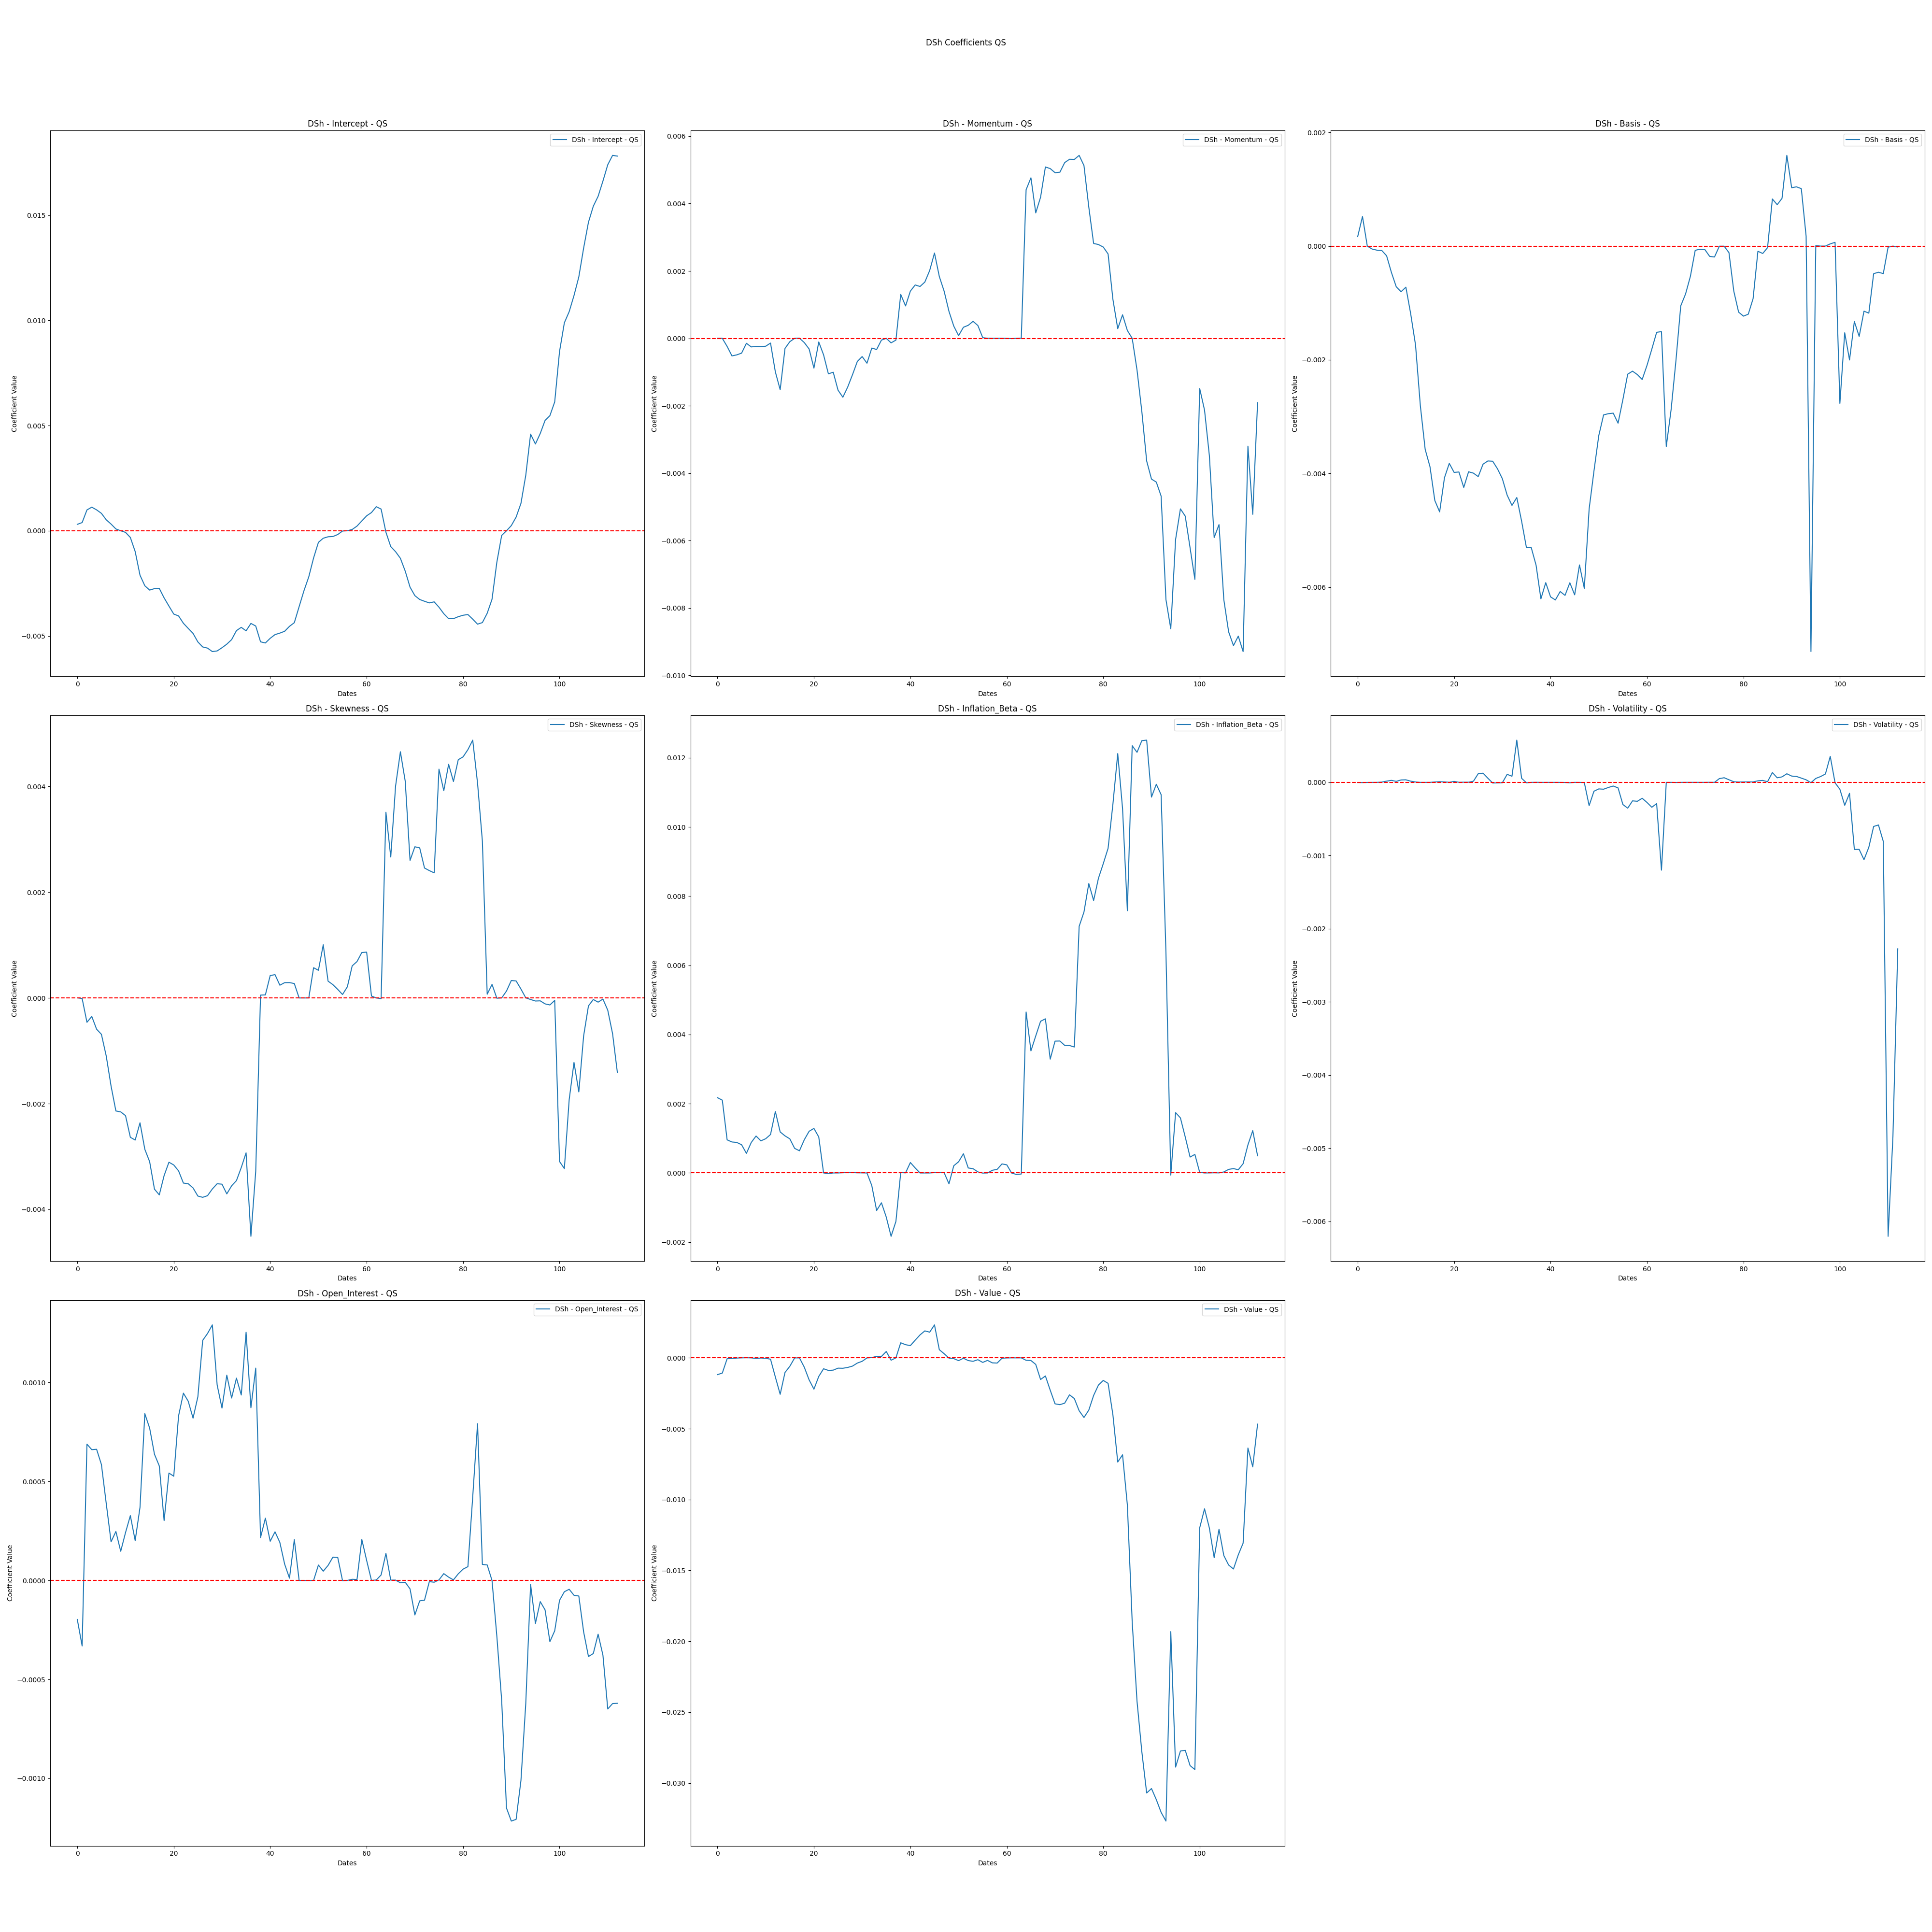 DSh Coefficients QS
DSh - Intercept - QS
DSh - Intercept - QS
Coefficient Value
0.015
0.010
0.005
0.000
−0.005
0 20 40 60 80 100
Dates
DSh - Momentum - QS
DSh - Momentum - QS
Coefficient Value
0.006
0.004
0.002
0.000
−0.002
−0.004
−0.006
−0.008
−0.010
0 20 40 60 80 100
Dates
DSh - Basis - QS
DSh - Basis - QS
Coefficient Value
0.002
0.000
−0.002
−0.004
−0.006
0 20 40 60 80 100
Dates
DSh - Skewness - QS
DSh - Skewness - QS
Coefficient Value
0.004
0.002
0.000
−0.002
−0.004
0 20 40 60 80 100
Dates
DSh - Inflation_Beta - QS
DSh - Inflation_Beta - QS
Coefficient Value
0.012
0.010
0.008
0.006
0.004
0.002
0.000
−0.002
0 20 40 60 80 100
Dates
DSh - Volatility - QS
DSh - Volatility - QS
Coefficient Value
0.000
−0.001
−0.002
−0.003
−0.004
−0.005
−0.006
0 20 40 60 80 100
Dates
DSh - Open_Interest - QS
DSh - Open_Interest - QS
Coefficient Value
0.0010
0.0005
0.0000
−0.0005
−0.0010
0 20 40 60 80 100
Dates
DSh - Value - QS
DSh - Value - QS
Coefficient Value
0.000
−0.005
−0.010
−0.015
−0.020
−0.025
−0.030
0 20 40 60 80 100
Dates